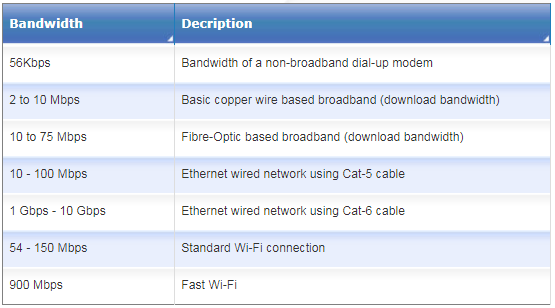 Bandwidth Decription
56Kbps Bandwidth of a non-broadband dial-up modem
2 to 10 Mbps Basic copper wire based broadband (download bandwidth)
10 to 75 Mbps Fibre-Optic based broadband (download bandwidth)
10 - 100 Mbps Ethernet wired network using Cat-5 cable
1 Gbps - 10 Gbps Ethernet wired network using Cat-6 cable
54 - 150 Mbps Standard Wi-Fi connection
900 Mbps Fast Wi-Fi